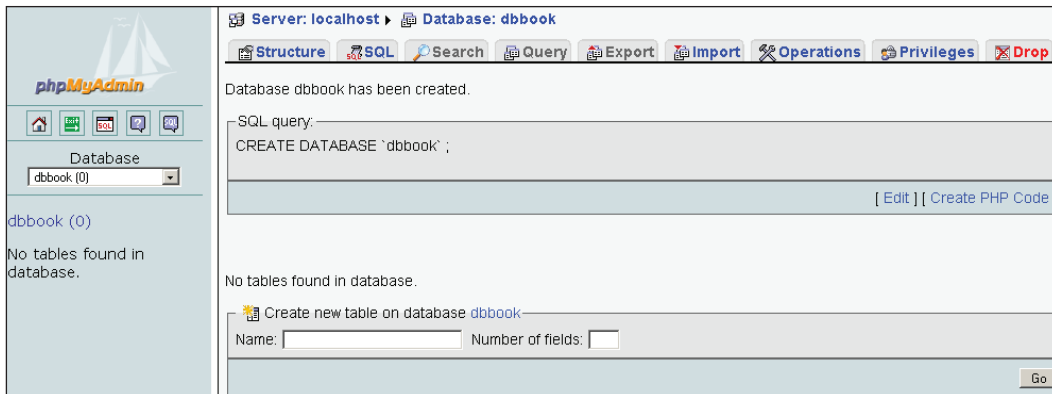 phpMyAdmin
SQL
SQL
Database
dbbook (0)
dbbook (0)
No tables found in
database.
Server: localhost ▸ Database: dbbook
Structure SQL Search Query Export Import Operations Privileges Drop
Database dbbook has been created.
SQL query:
CREATE DATABASE `dbbook` ;
[ Edit ] [ Create PHP Code
No tables found in database.
Create new table on database dbbook
Name: Number of fields:
Go